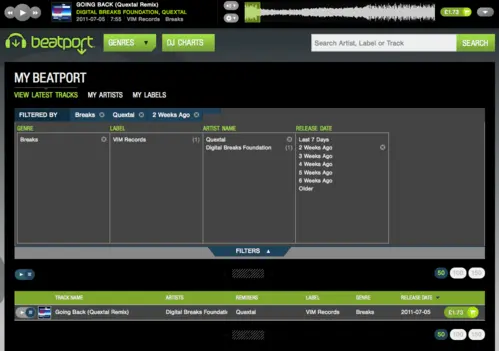 GOING BACK (Quextal Remix)
DIGITAL BREAKS FOUNDATION, QUEXTAL
2011-07-05 7:55 VIM Records Breaks
£1.73
beatport
GENRES
DJ CHARTS
Search Artist, Label or Track
SEARCH
MY BEATPORT
VIEW LATEST TRACKS MY ARTISTS MY LABELS
FILTERED BY Breaks Quextal 2 Weeks Ago
GENRE LABEL ARTIST NAME RELEASE DATE
Breaks VIM Records (1) Quextal Last 7 Days
Digital Breaks Foundation (1) 2 Weeks Ago
3 Weeks Ago
4 Weeks Ago
5 Weeks Ago
6 Weeks Ago
Older
FILTERS
50 100 150
TRACK NAME ARTISTS REMIXERS LABEL GENRE RELEASE DATE
Going Back (Quextal Remix) Digital Breaks Foundati Quextal VIM Records Breaks 2011-07-05 £1.73
50 100 150